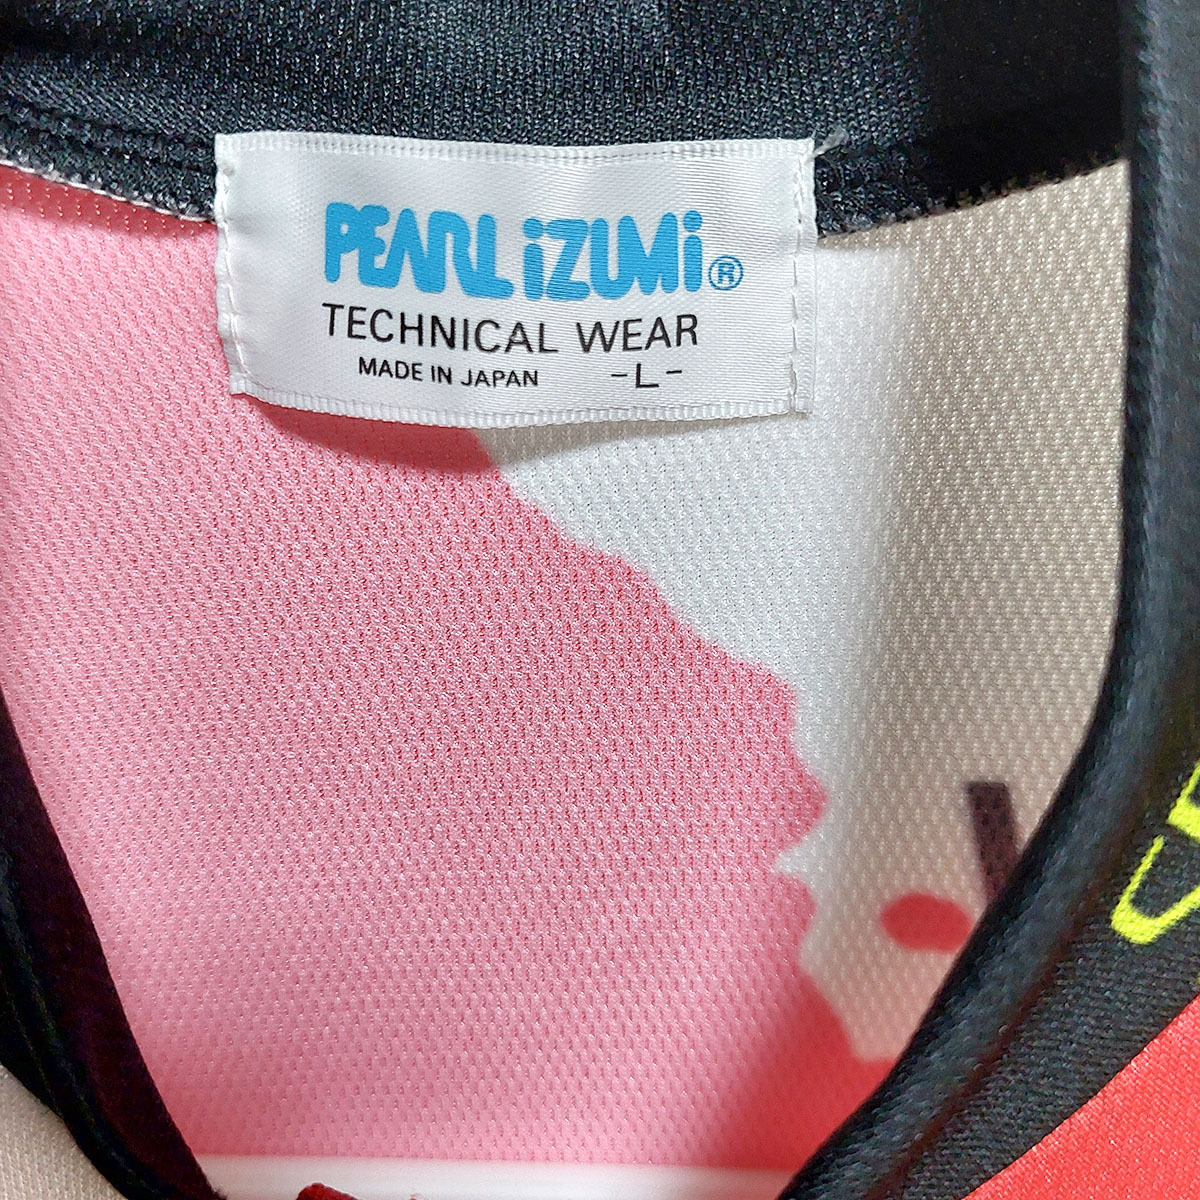 PEARL iZUMi®
TECHNICAL WEAR
MADE IN JAPAN -L-